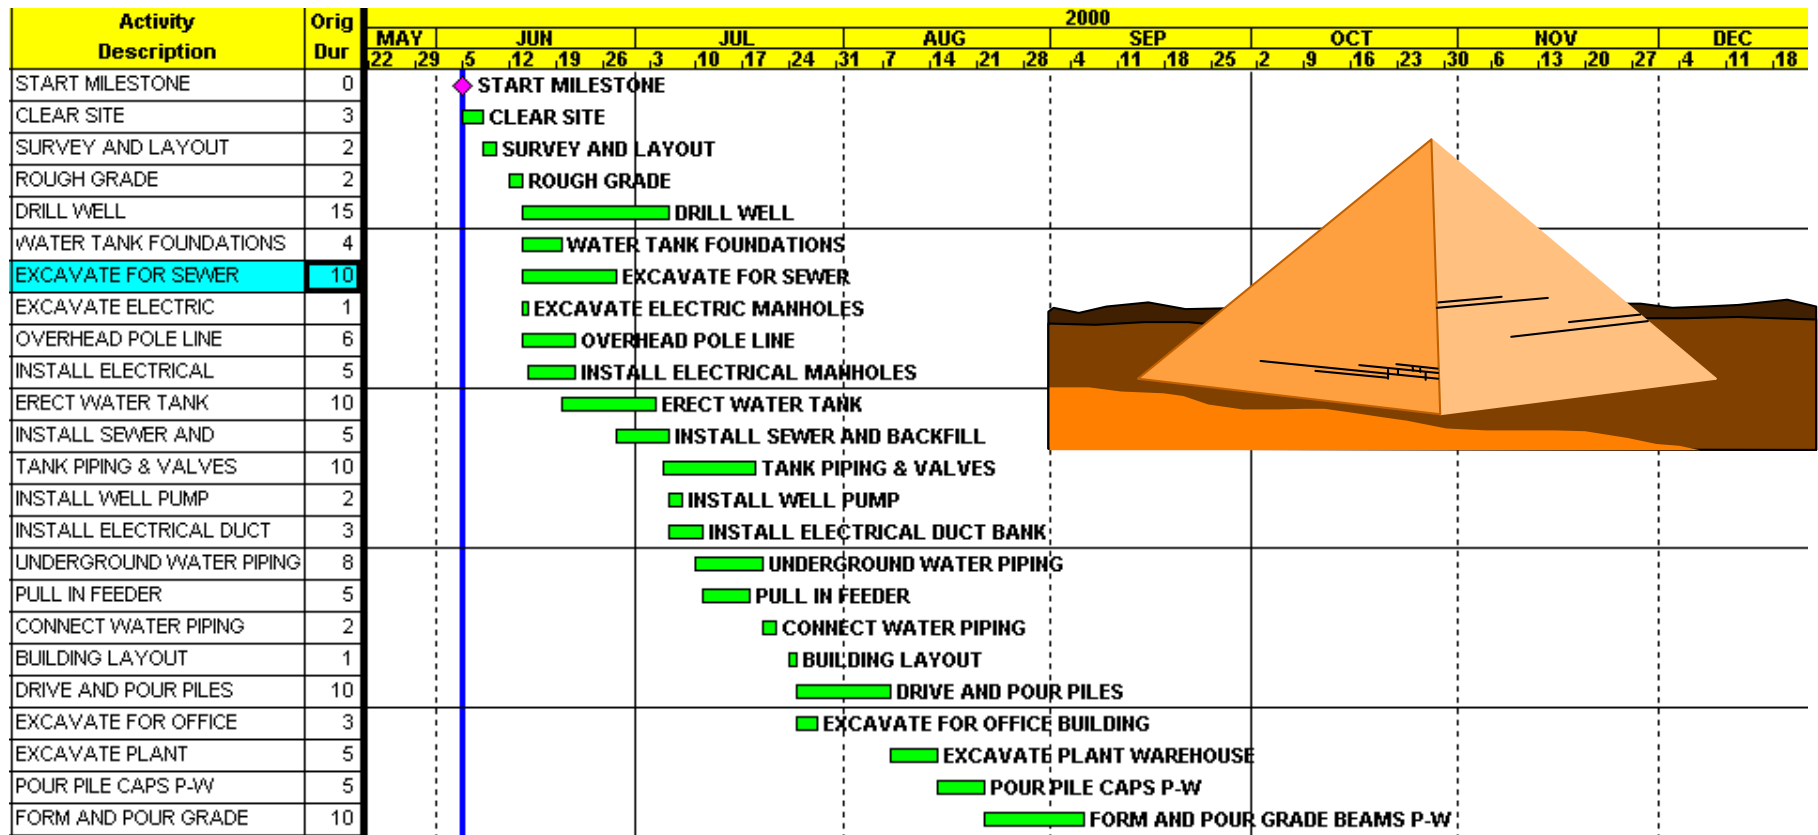 Activity Orig 2000
Description Dur MAY JUN JUL AUG SEP OCT NOV DEC
22 29 5 12 19 26 3 10 17 24 31 7 14 21 28 4 11 18 25 2 9 16 23 30 6 13 20 27 4 11 18
START MILESTONE 0 START MILESTONE
CLEAR SITE 3 CLEAR SITE
SURVEY AND LAYOUT 2 SURVEY AND LAYOUT
ROUGH GRADE 2 ROUGH GRADE
DRILL WELL 15 DRILL WELL
WATER TANK FOUNDATIONS 4 WATER TANK FOUNDATIONS
EXCAVATE FOR SEWER 10 EXCAVATE FOR SEWER
EXCAVATE ELECTRIC 1 EXCAVATE ELECTRIC MANHOLES
OVERHEAD POLE LINE 6 OVERHEAD POLE LINE
INSTALL ELECTRICAL 5 INSTALL ELECTRICAL MANHOLES
ERECT WATER TANK 10 ERECT WATER TANK
INSTALL SEWER AND 5 INSTALL SEWER AND BACKFILL
TANK PIPING & VALVES 10 TANK PIPING & VALVES
INSTALL WELL PUMP 2 INSTALL WELL PUMP
INSTALL ELECTRICAL DUCT 3 INSTALL ELECTRICAL DUCT BANK
UNDERGROUND WATER PIPING 8 UNDERGROUND WATER PIPING
PULL IN FEEDER 5 PULL IN FEEDER
CONNECT WATER PIPING 2 CONNECT WATER PIPING
BUILDING LAYOUT 1 BUILDING LAYOUT
DRIVE AND POUR PILES 10 DRIVE AND POUR PILES
EXCAVATE FOR OFFICE 3 EXCAVATE FOR OFFICE BUILDING
EXCAVATE PLANT 5 EXCAVATE PLANT WAREHOUSE
POUR PILE CAPS P-W 5 POUR PILE CAPS P-W
FORM AND POUR GRADE 10 FORM AND POUR GRADE BEAMS P-W